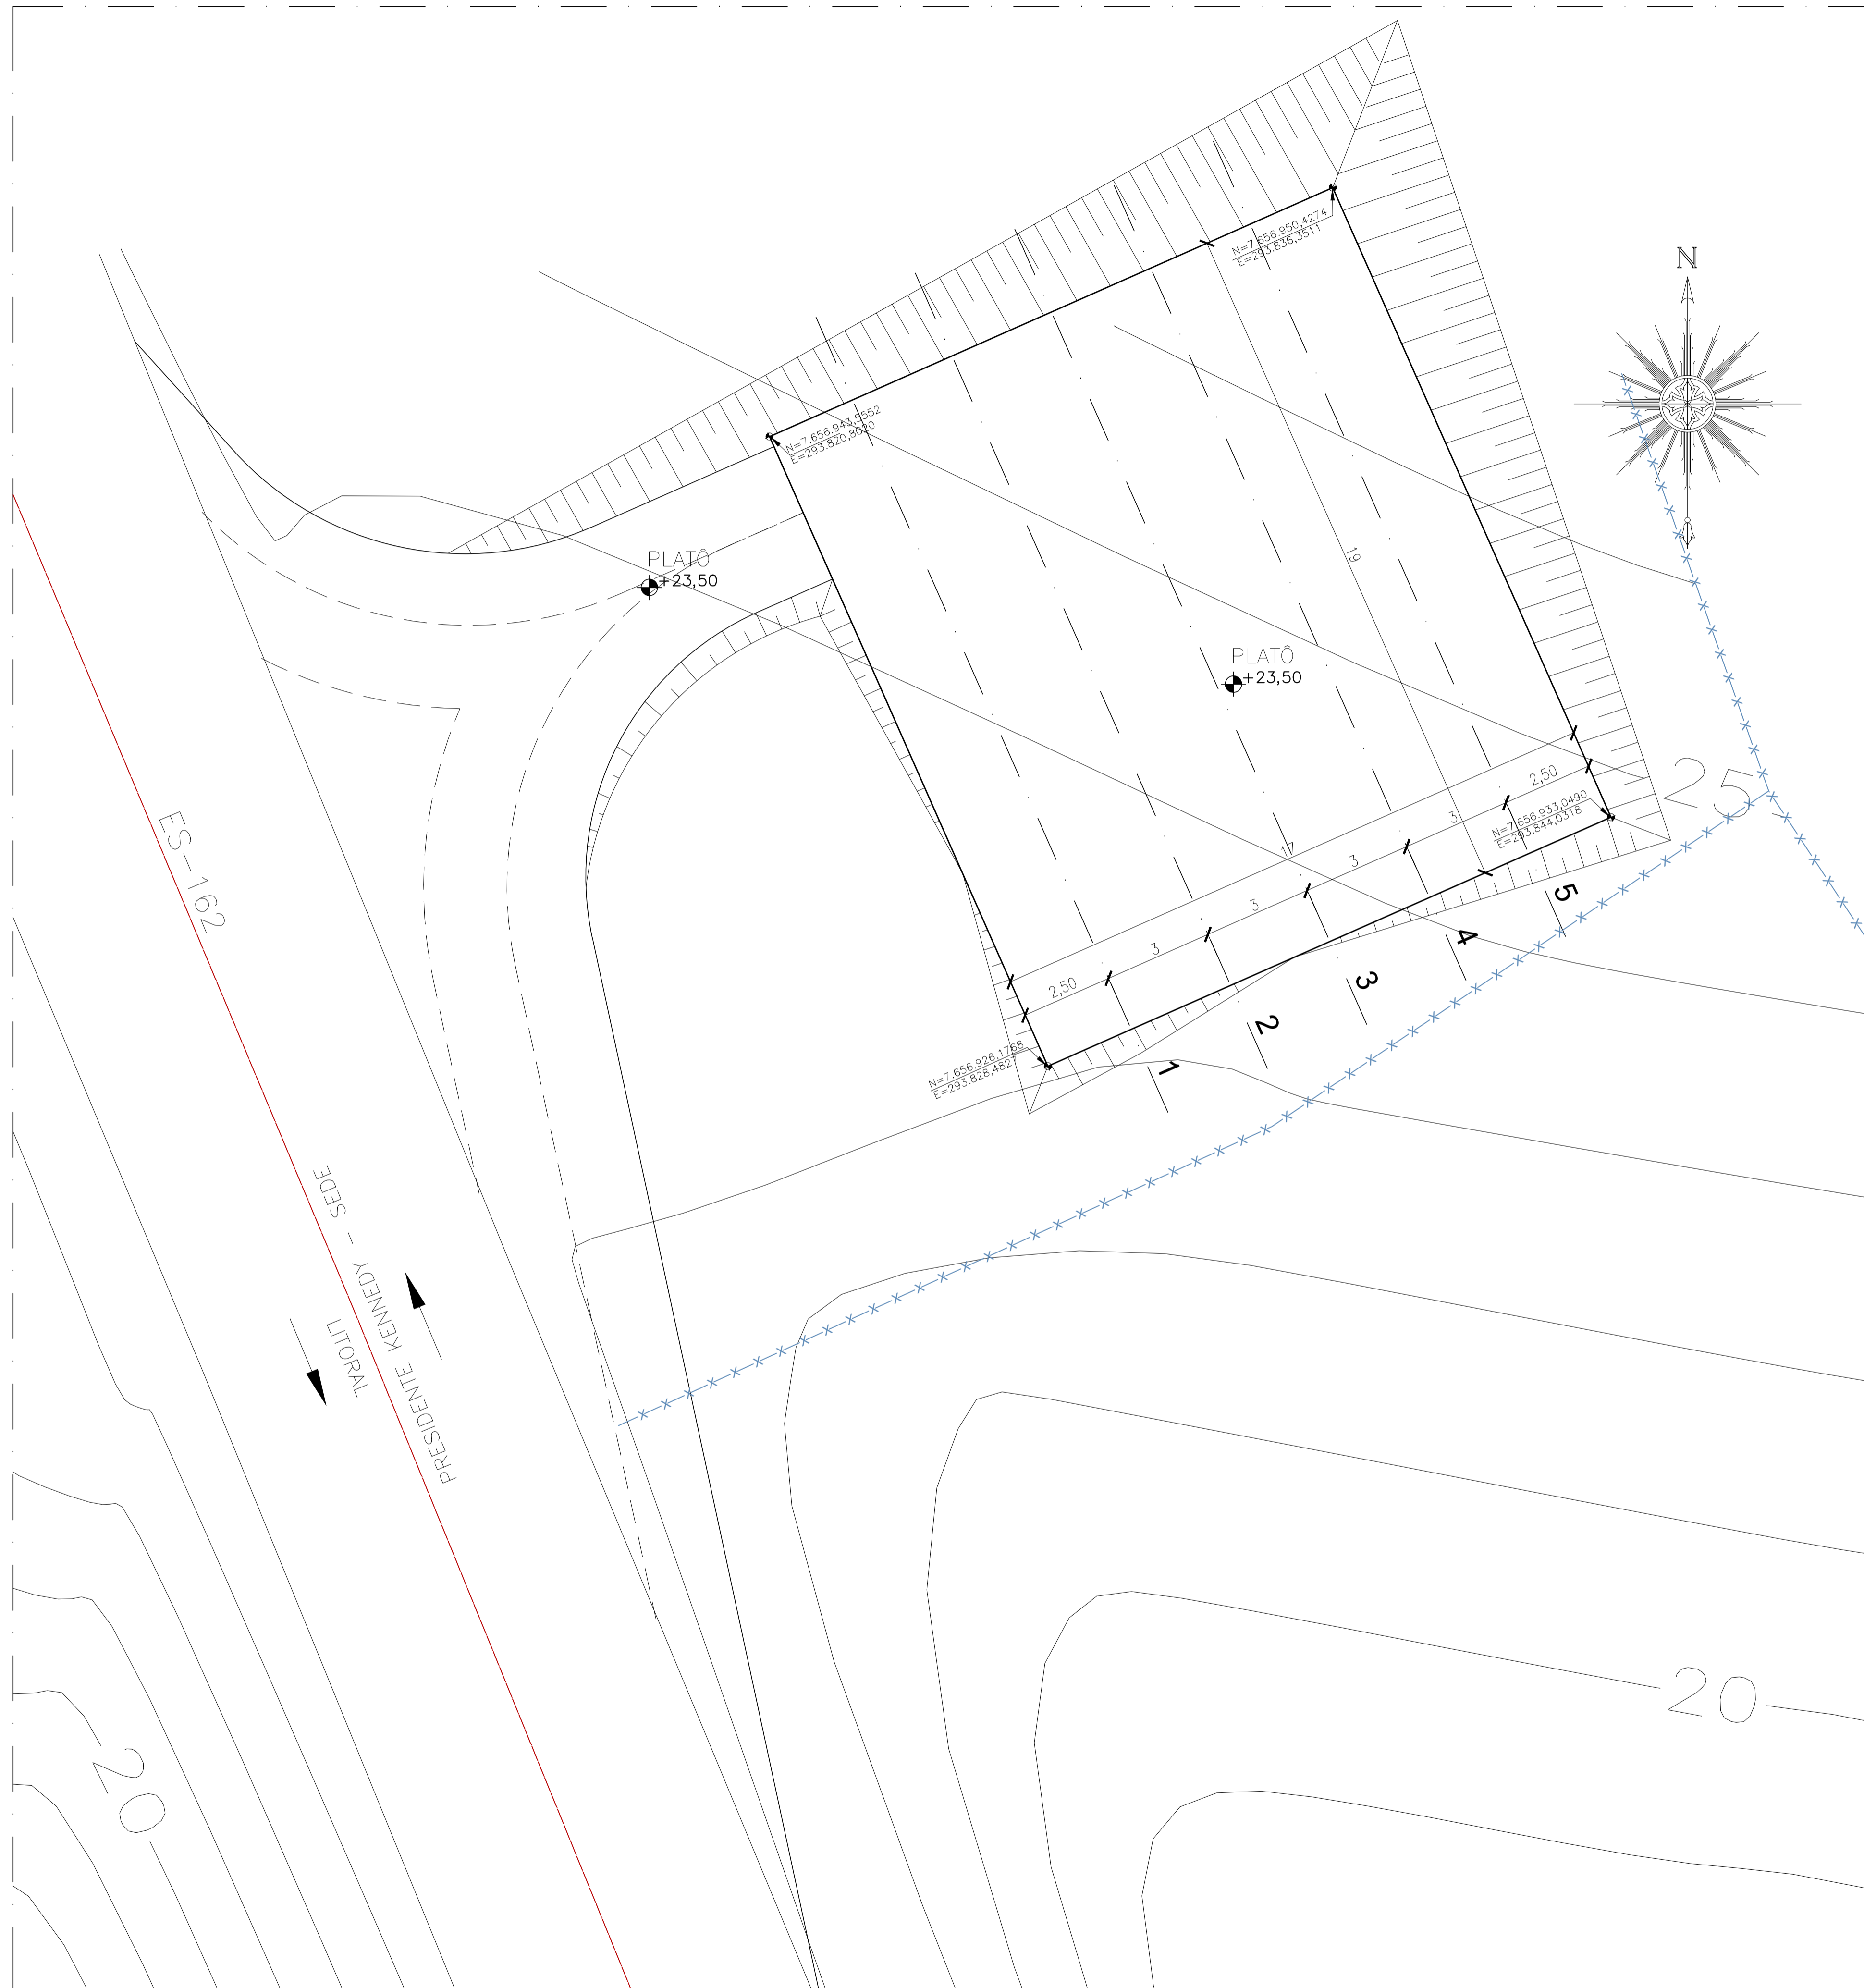 N=7.656.950,4274
E=293.836,3511
N
N=7.656.943,5552
E=293.820,8020
PLATÔ
+23,50
19
PLATÔ
+23,50
2,50
25
N=7.656.933,0490
E=293.844,0318
3
17
3
3
3
2,50
ES-162
5
4
3
2
1
N=7.656.926,1768
E=293.828,4827
PRESIDENTE KENNEDY - SEDE
LITORAL
20
20